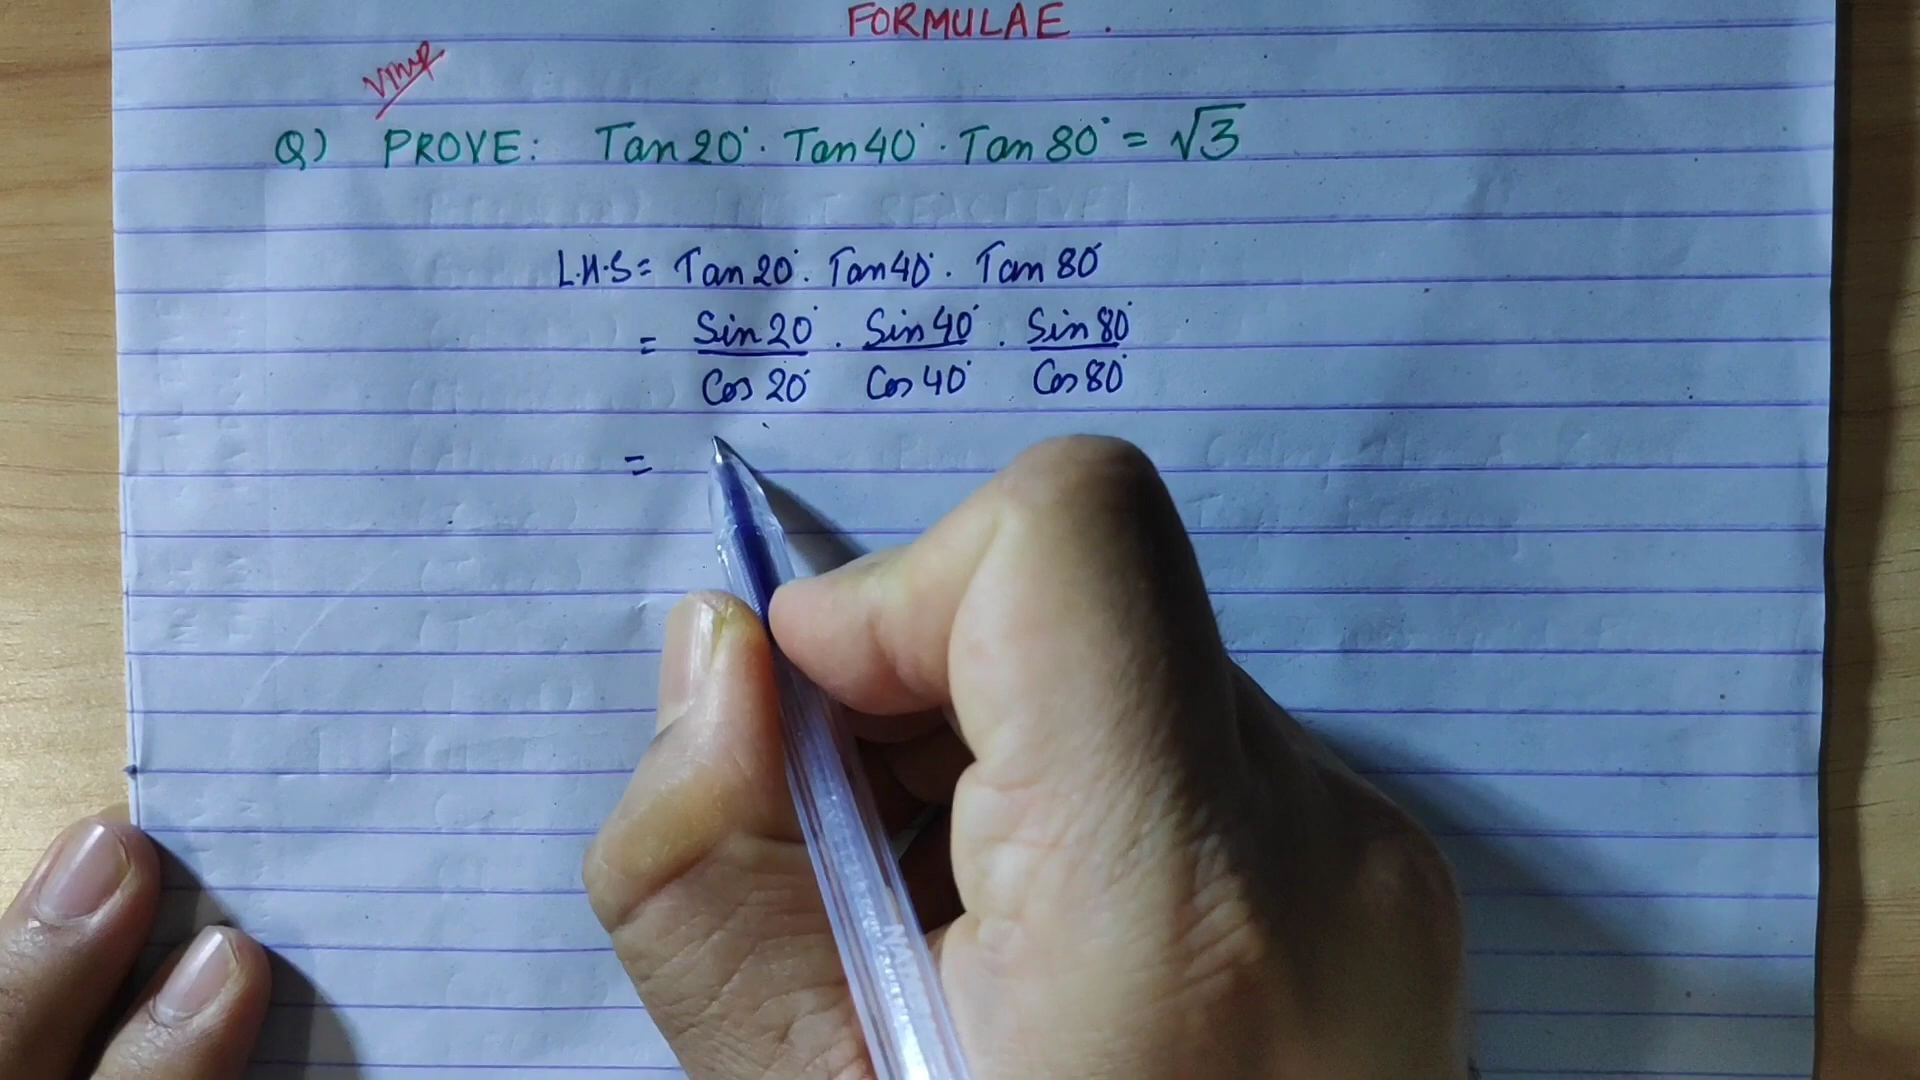 FORMULAE.
VImp
Q) PROVE: Tan 20° · Tan 40° · Tan 80° = √3
L.H.S = Tan 20° · Tan 40° · Tan 80°
= Sin 20° · Sin 40° · Sin 80°
Cos 20° Cos 40° Cos 80°
=